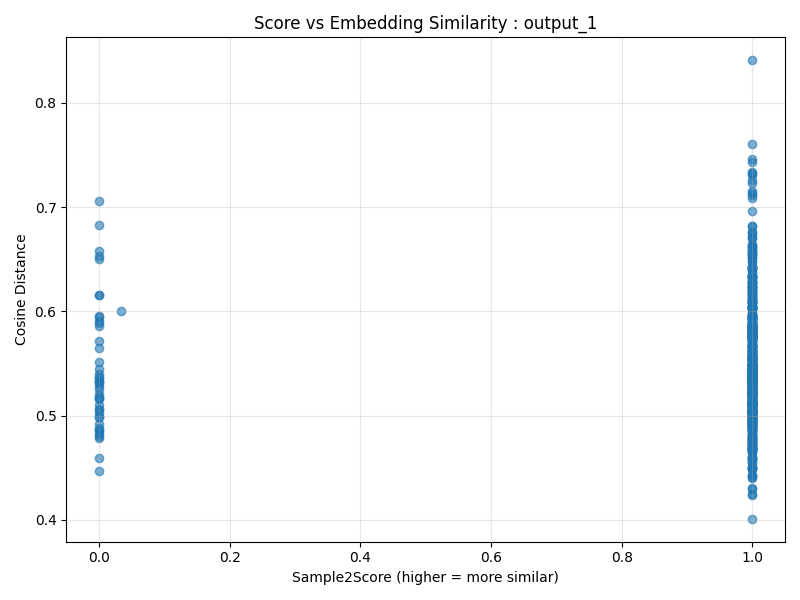 Score vs Embedding Similarity : output_1
0.8
0.7
0.6
0.5
0.4
Cosine Distance
0.0 0.2 0.4 0.6 0.8 1.0
Sample2Score (higher = more similar)